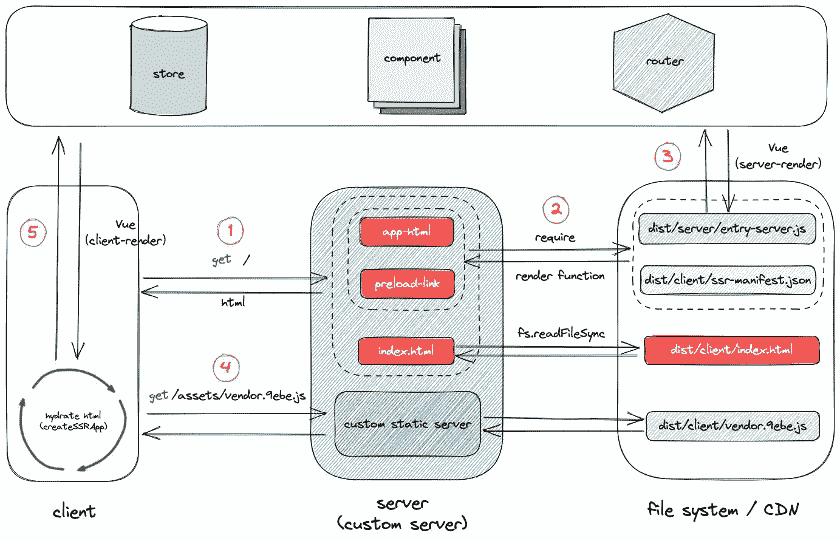 store
component
router
3
Vue
(server-render)
5
Vue
(client-render)
1
get /
html
app-html
preload-link
index.html
2
require
render function
dist/server/entry-server.js
dist/client/ssr-manifest.json
fs.readFileSync
dist/client/index.html
4
get /assets/vendor.9ebe.js
hydrate html
(createSSRApp)
custom static server
dist/client/vendor.9ebe.js
client
server
(custom server)
file system / CDN